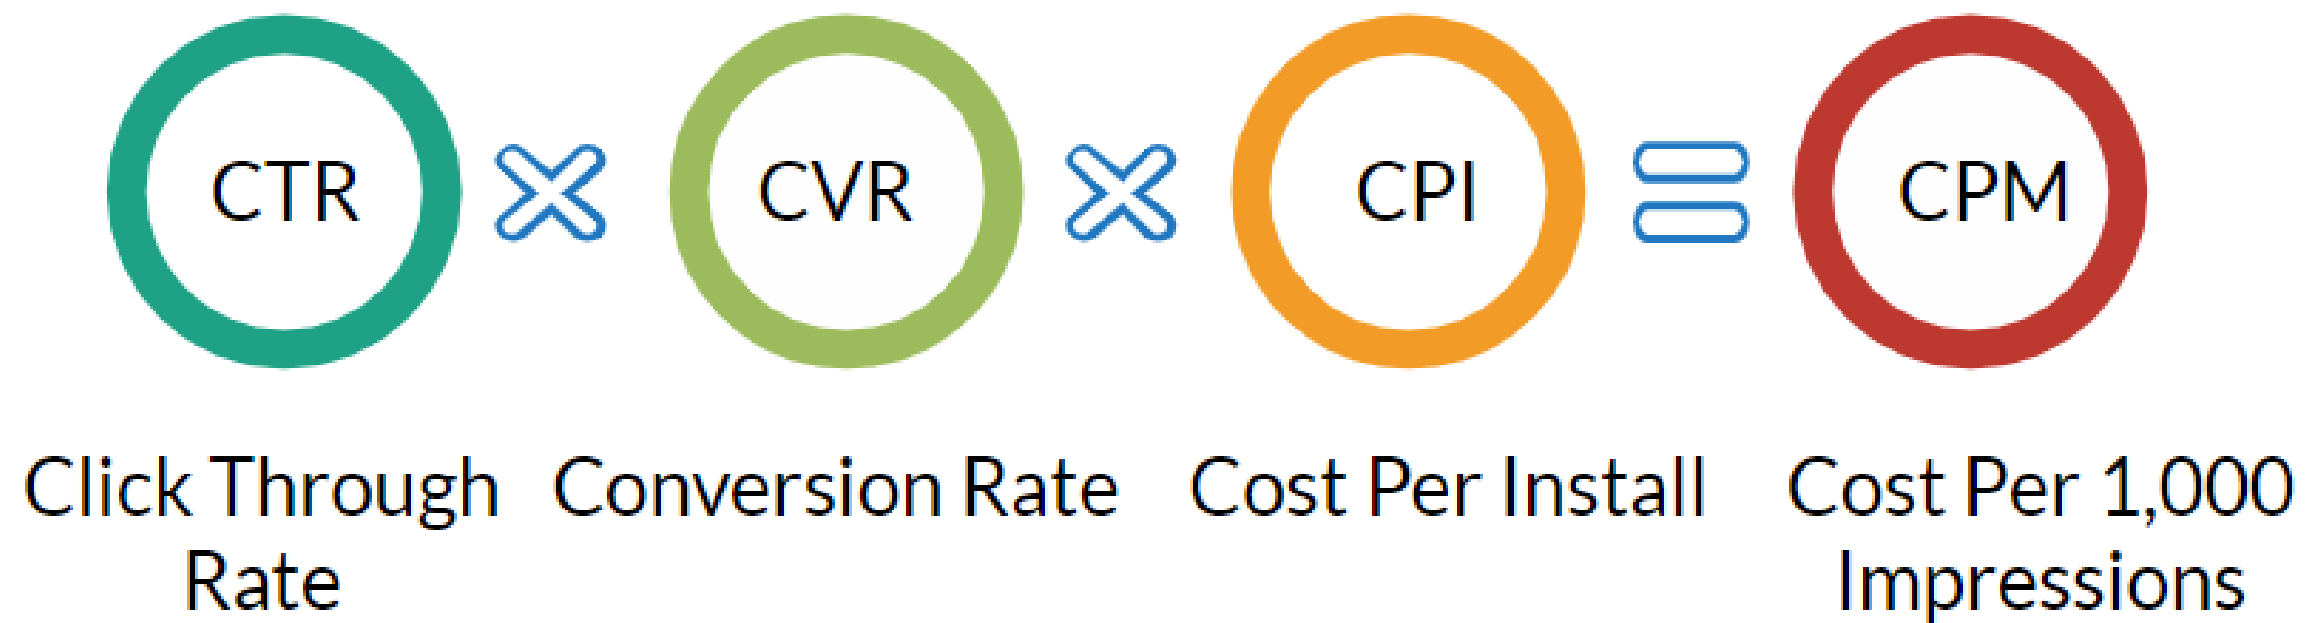 CTR
CVR
CPI
CPM
Click Through
Rate
Conversion Rate
Cost Per Install
Cost Per 1,000
Impressions